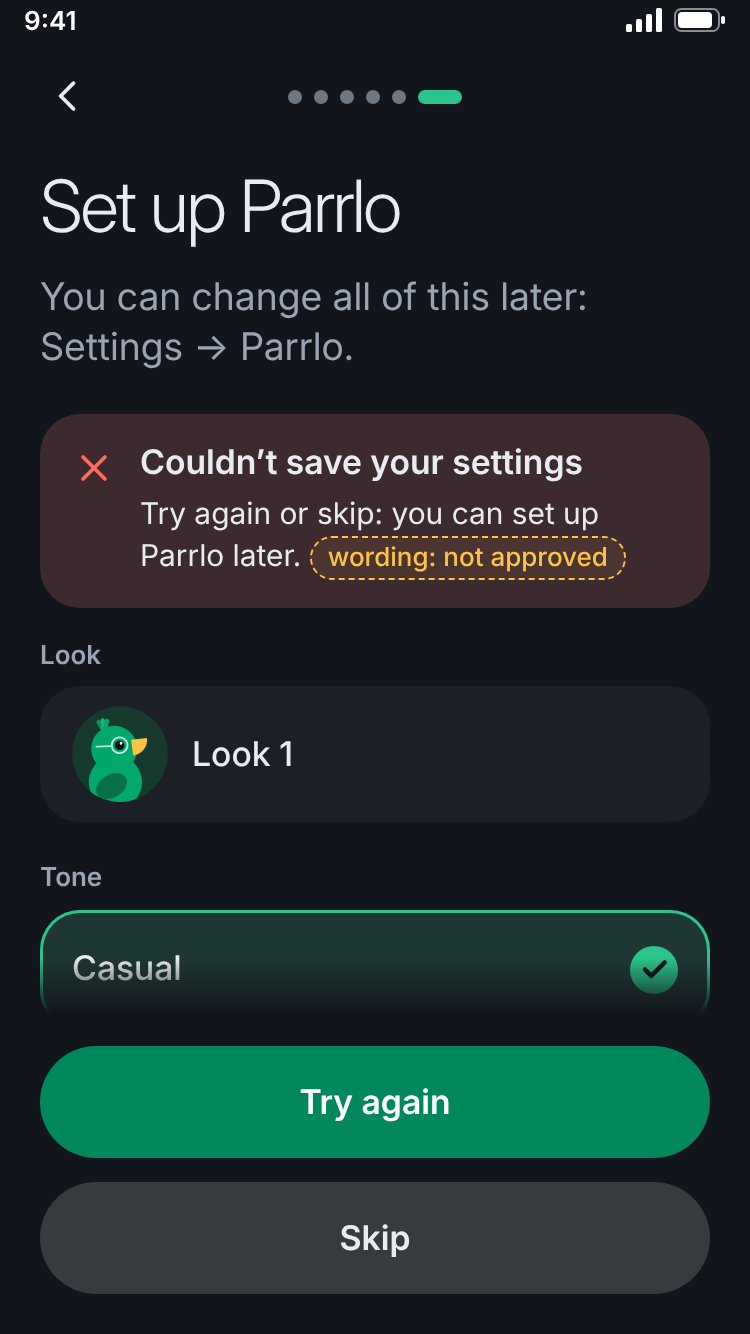 9:41
Set up Parrlo
You can change all of this later:
Settings → Parrlo.
Couldn’t save your settings
Try again or skip: you can set up
Parrlo later. wording: not approved
Look
Look 1
Tone
Casual
Try again
Skip